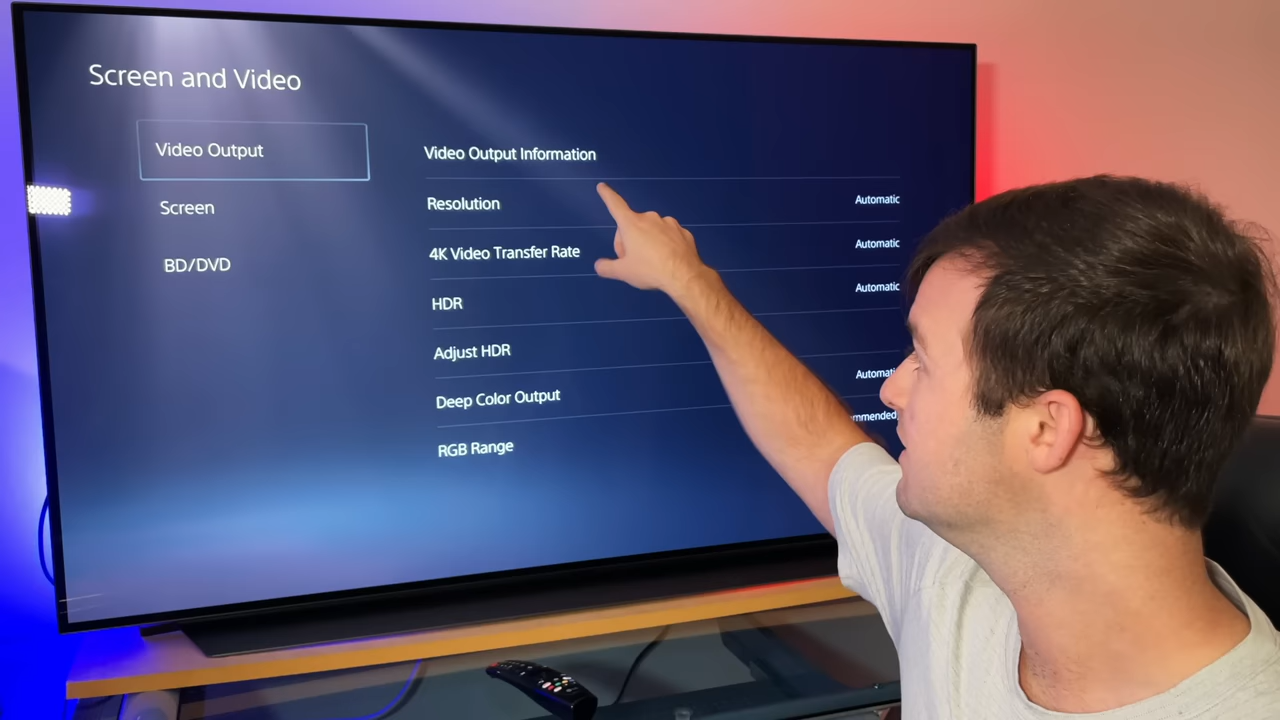 Screen and Video
Video Output
Screen
BD/DVD
Video Output Information
Resolution Automatic
4K Video Transfer Rate Automatic
HDR Automatic
Adjust HDR
Deep Color Output
RGB Range